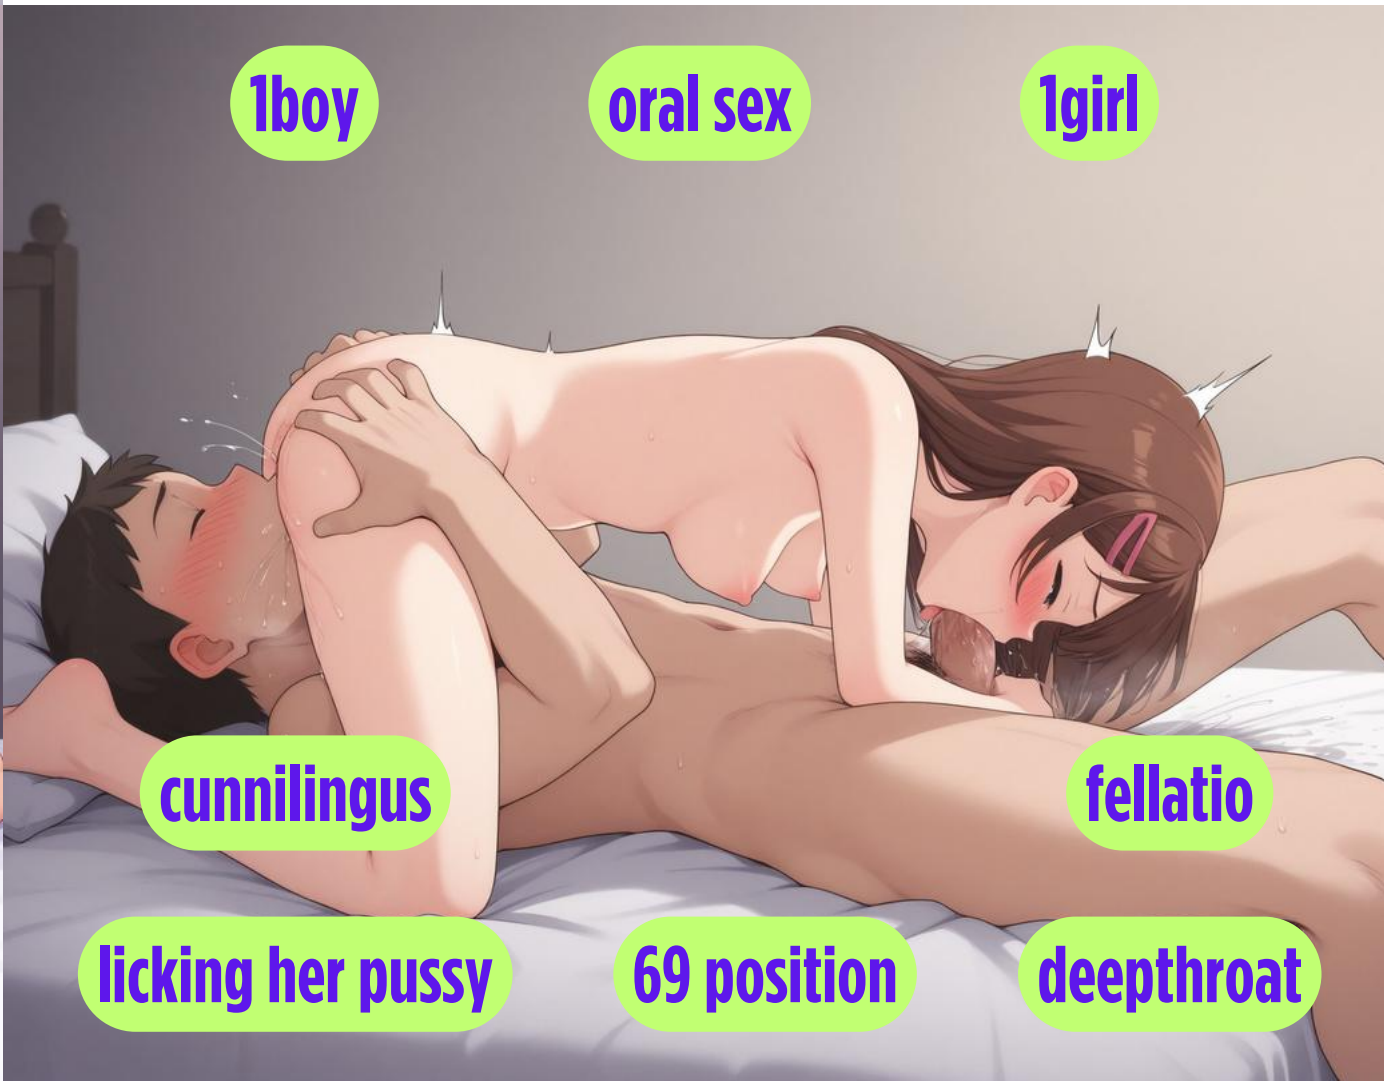 1boy
oral sex
1girl
cunnilingus
fellatio
licking her pussy
69 position
deepthroat